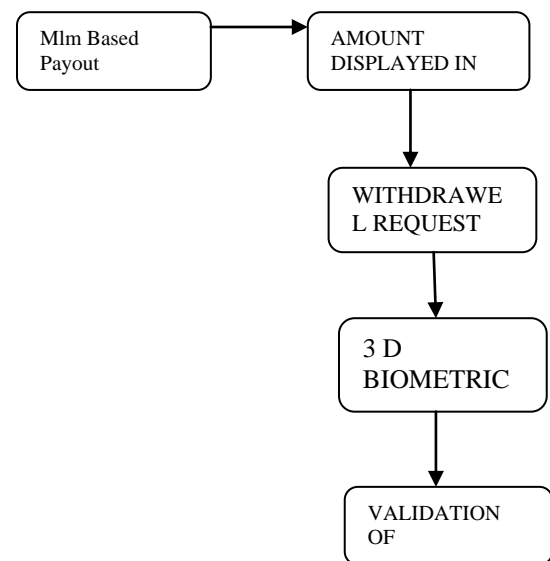 Mlm Based
Payout
AMOUNT
DISPLAYED IN
WITHDRAWE
L REQUEST
3 D
BIOMETRIC
VALIDATION
OF